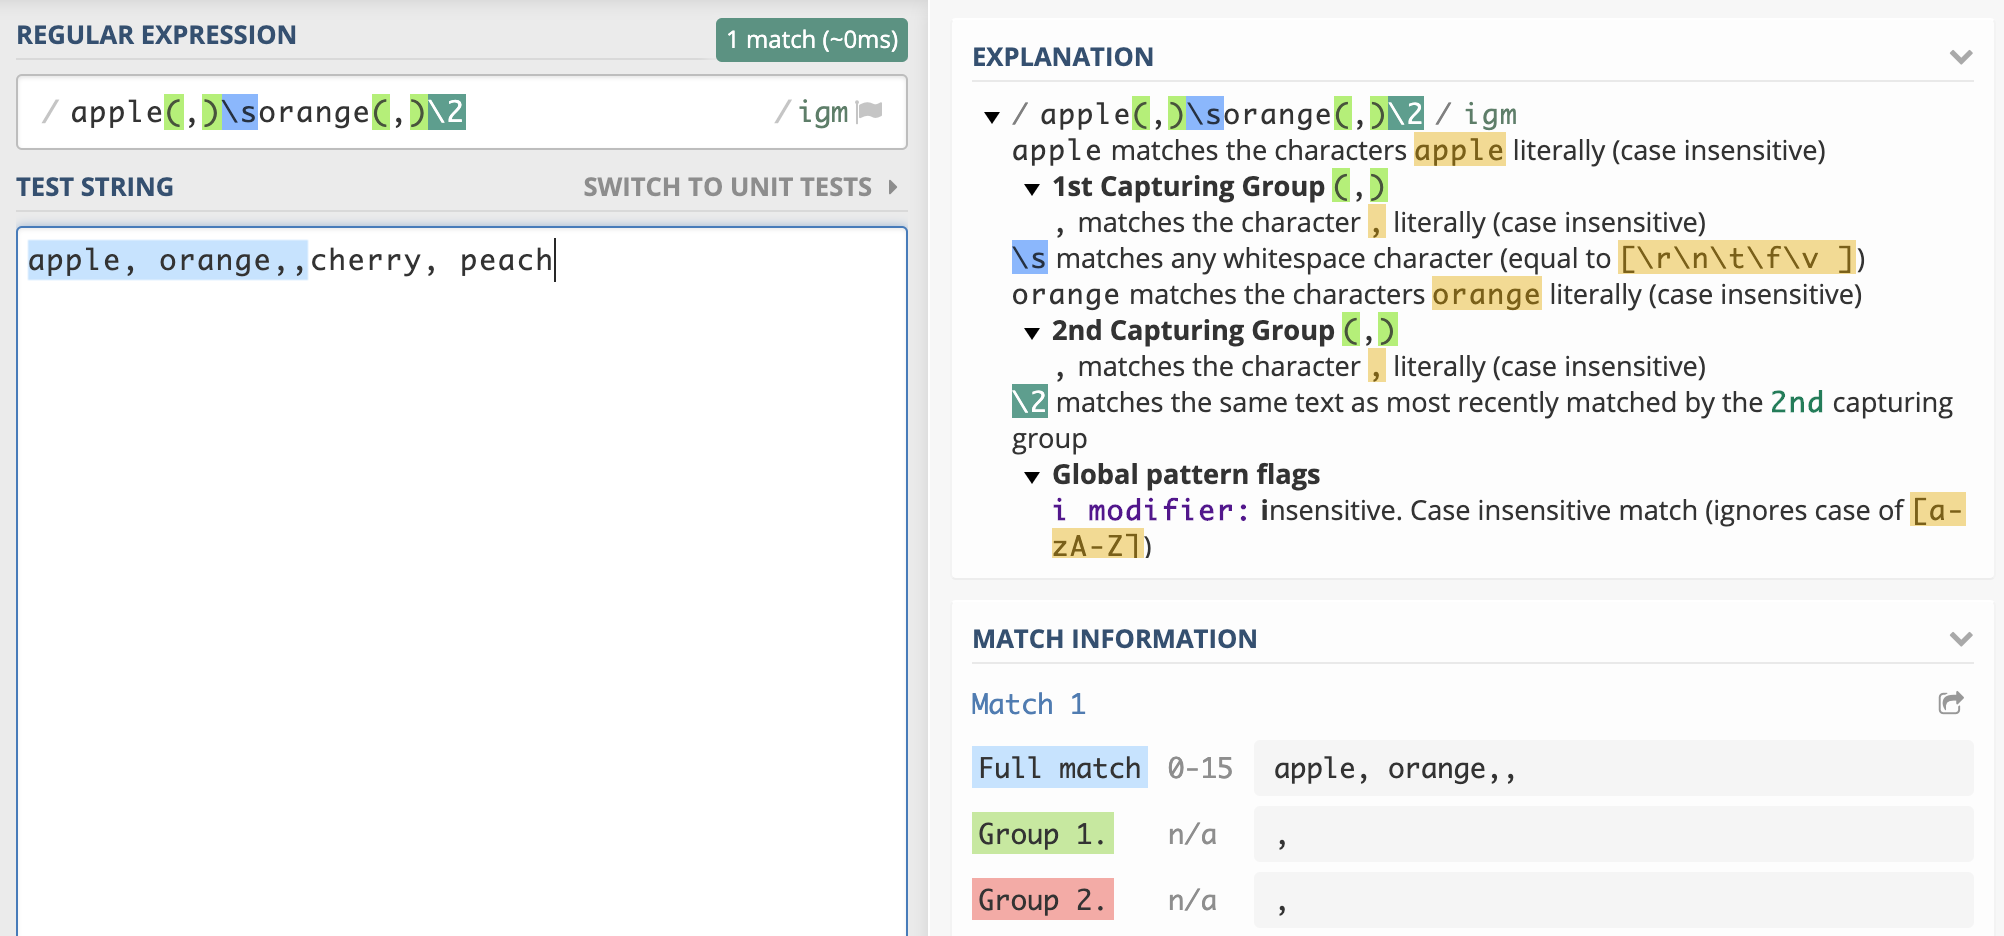 REGULAR EXPRESSION
1 match (~0ms)
/ apple(,)\sorange(,)\2 / igm
TEST STRING
SWITCH TO UNIT TESTS
apple, orange,,cherry, peach
EXPLANATION
/ apple(,)\sorange(,)\2 / igm
apple matches the characters apple literally (case insensitive)
1st Capturing Group (,)
, matches the character , literally (case insensitive)
\s matches any whitespace character (equal to [\r\n\t\f\v ])
orange matches the characters orange literally (case insensitive)
2nd Capturing Group (,)
, matches the character , literally (case insensitive)
\2 matches the same text as most recently matched by the 2nd capturing
group
Global pattern flags
i modifier: insensitive. Case insensitive match (ignores case of [a-
zA-Z])
MATCH INFORMATION
Match 1
Full match 0-15 apple, orange,,
Group 1. n/a ,
Group 2. n/a ,